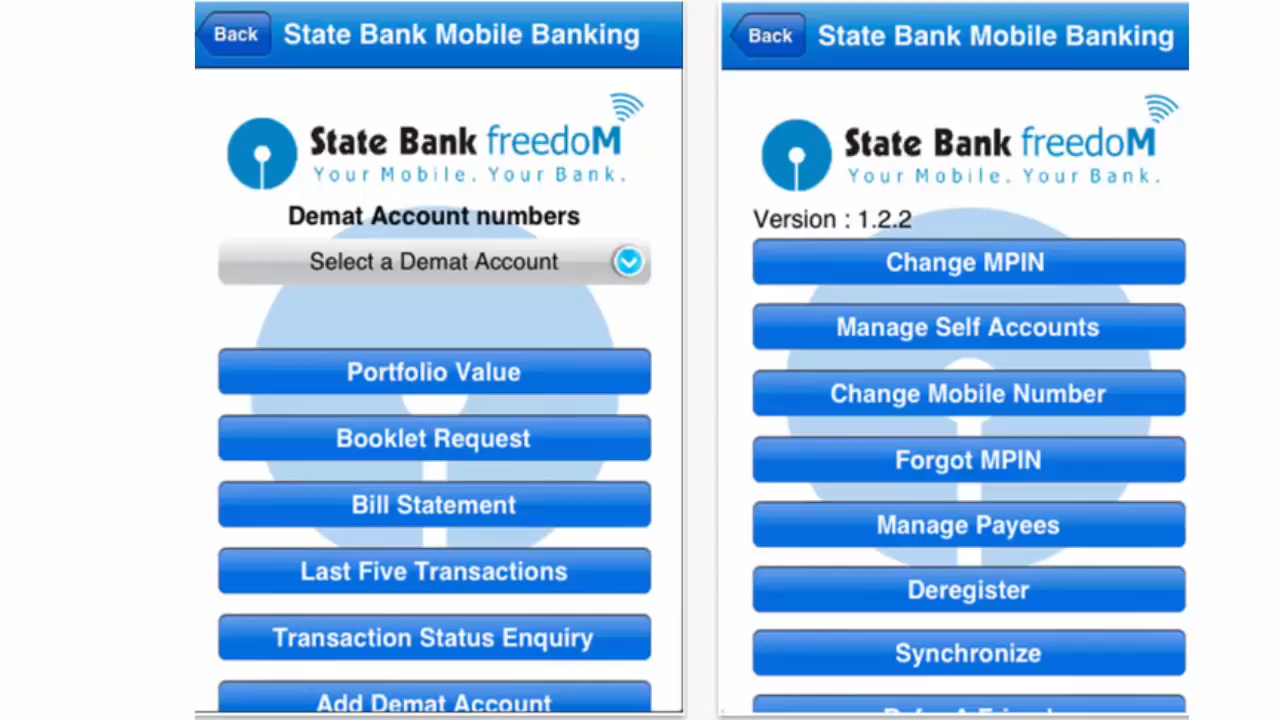 Back
State Bank Mobile Banking
State Bank freedoM
Your Mobile. Your Bank.
Demat Account numbers
Select a Demat Account
Portfolio Value
Booklet Request
Bill Statement
Last Five Transactions
Transaction Status Enquiry
Add Demat Account
Back
State Bank Mobile Banking
State Bank freedoM
Your Mobile. Your Bank.
Version : 1.2.2
Change MPIN
Manage Self Accounts
Change Mobile Number
Forgot MPIN
Manage Payees
Deregister
Synchronize